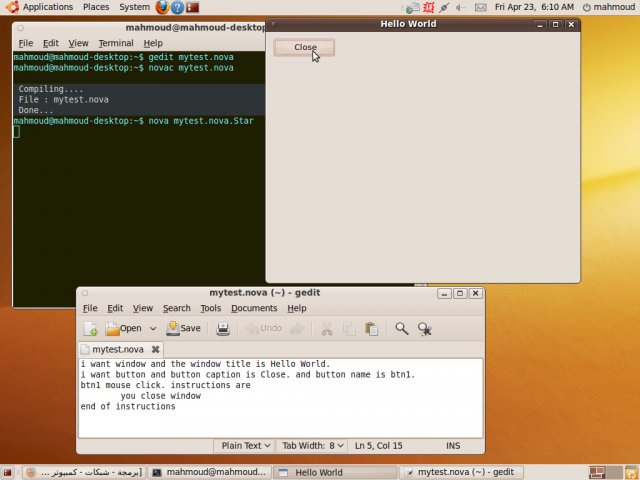 Applications Places System
Fri Apr 23, 6:10 AM mahmoud
mahmoud@mahmoud-desktop:
File Edit View Terminal Help
mahmoud@mahmoud-desktop:~$ gedit mytest.nova
mahmoud@mahmoud-desktop:~$ novac mytest.nova
Compiling....
File : mytest.nova
Done...
mahmoud@mahmoud-desktop:~$ nova mytest.nova.Star
Hello World
Close
mytest.nova (~) - gedit
File Edit View Search Tools Documents Help
Open Save Undo
mytest.nova
i want window and the window title is Hello World.
i want button and button caption is Close. and button name is btn1.
btn1 mouse click. instructions are
you close window
end of instructions
Plain Text Tab Width: 8 Ln 5, Col 15 INS
[برمجة - شبكات - كمبيوتر ... mahmoud@mahmoud... Hello World mytest.nova (~) - gedit